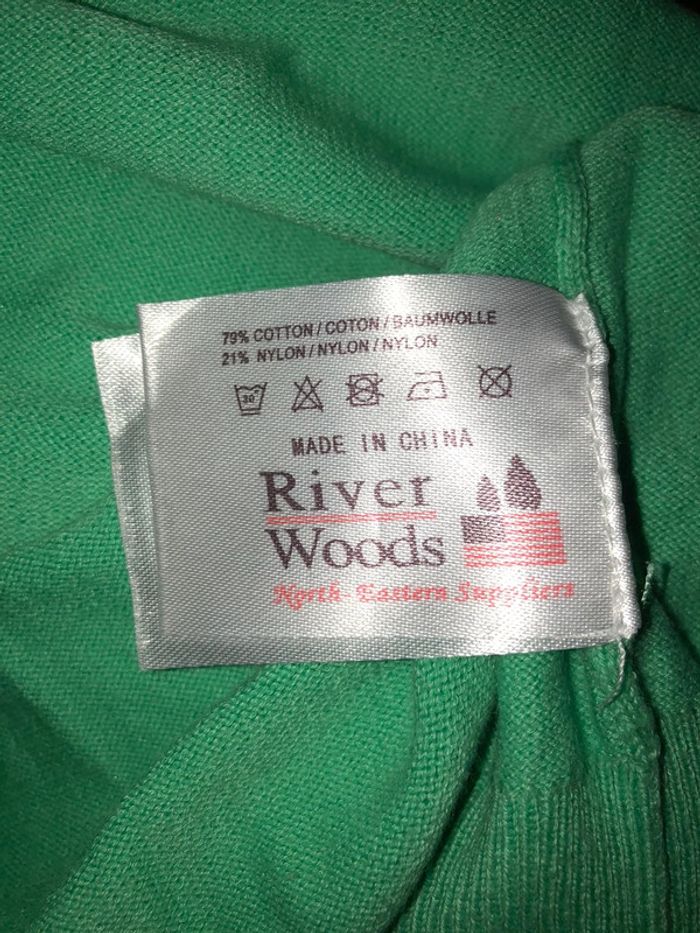 79% COTTON / COTON / BAUMWOLLE
21% NYLON / NYLON / NYLON
30°
MADE IN CHINA
River
Woods
North-Eastern Suppliers